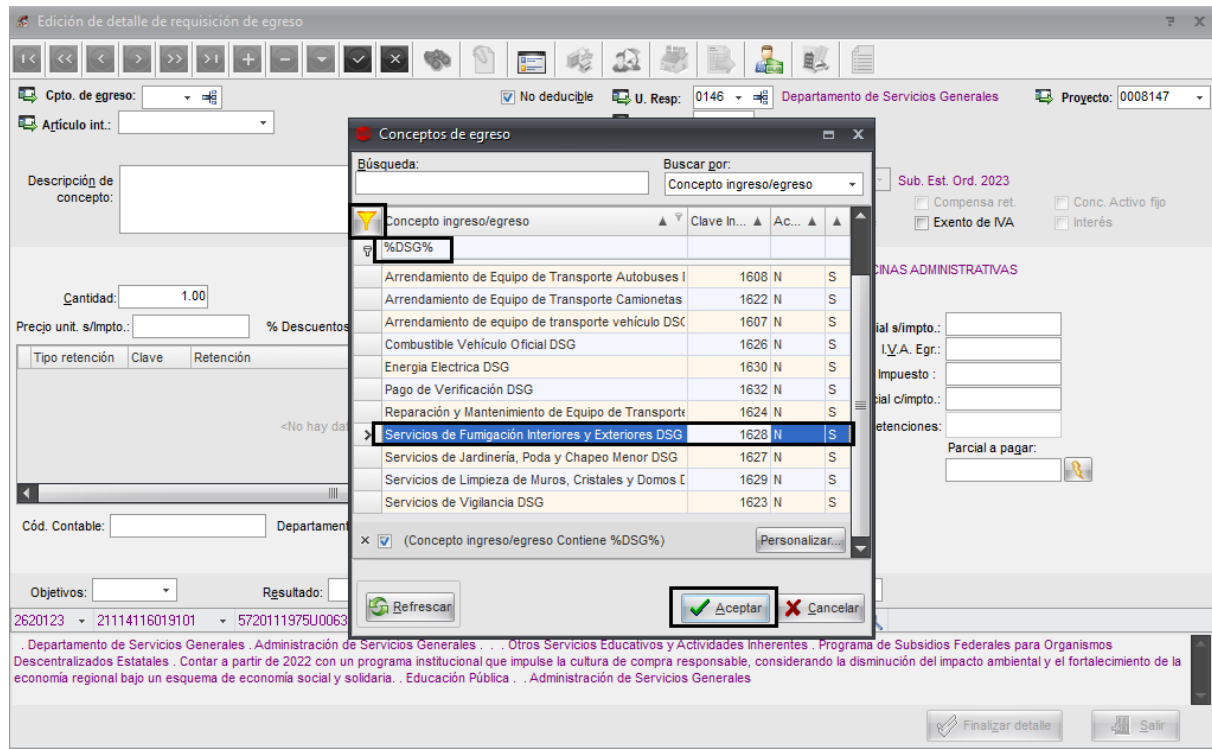 Edición de detalle de requisición de egreso
Cpto. de egreso:
No deducible
U. Resp:
0146
Departamento de Servicios Generales
Proyecto:
0008147
Artículo int.:
Conceptos de egreso
Búsqueda:
Buscar por:
Concepto ingreso/egreso
Descripción de
concepto:
Sub. Est. Ord. 2023
Compensa ret.
Conc. Activo fijo
Exento de IVA
Interés
Concepto ingreso/egreso
Clave In...
Ac...
%DSG%
Arrendamiento de Equipo de Transporte Autobuses
1608 N S
Arrendamiento de Equipo de Transporte Camionetas
1622 N S
Arrendamiento de equipo de transporte vehículo DSG
1607 N S
Combustible Vehículo Oficial DSG
1626 N S
Energia Electrica DSG
1630 N S
Pago de Verificación DSG
1632 N S
Reparación y Mantenimiento de Equipo de Transporte
1624 N S
Servicios de Fumigación Interiores y Exteriores DSG
1628 N S
Servicios de Jardinería, Poda y Chapeo Menor DSG
1627 N S
Servicios de Limpieza de Muros, Cristales y Domos
1629 N S
Servicios de Vigilancia DSG
1623 N S
(Concepto ingreso/egreso Contiene %DSG%)
Personalizar...
Refrescar
Aceptar
Cancelar
CINAS ADMINISTRATIVAS
Cantidad:
1.00
Precio unit. s/Impto.:
% Descuentos
ial s/impto.:
I.V.A. Egr.:
Impuesto :
cial c/impto.:
etenciones:
Parcial a pagar:
Tipo retención
Clave
Retención
<No hay dat
Cód. Contable:
Departament
Objetivos:
Resultado:
2620123
21114116019101
5720111975U0063
. Departamento de Servicios Generales . Administración de Servicios Generales . . . Otros Servicios Educativos y Actividades Inherentes . Programa de Subsidios Federales para Organismos
Descentralizados Estatales . Contar a partir de 2022 con un programa institucional que impulse la cultura de compra responsable, considerando la disminución del impacto ambiental y el fortalecimiento de la
economía regional bajo un esquema de economía social y solidaria. . Educación Pública . . Administración de Servicios Generales
Finalizar detalle
Salir